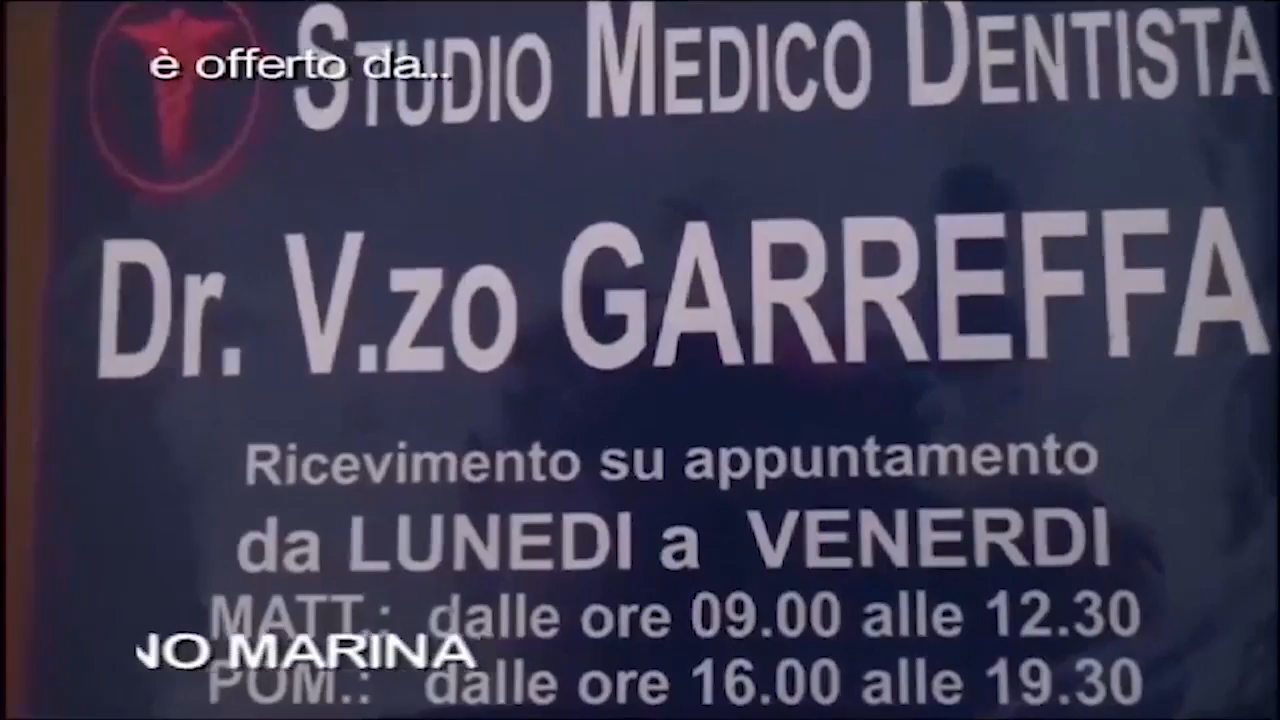 è offerto da...
STUDIO MEDICO DENTISTA
Dr. V.zo GARREFFA
Ricevimento su appuntamento
da LUNEDI a VENERDI
MATT.: dalle ore 09.00 alle 12.30
NO MARINA
POM.: dalle ore 16.00 alle 19.30